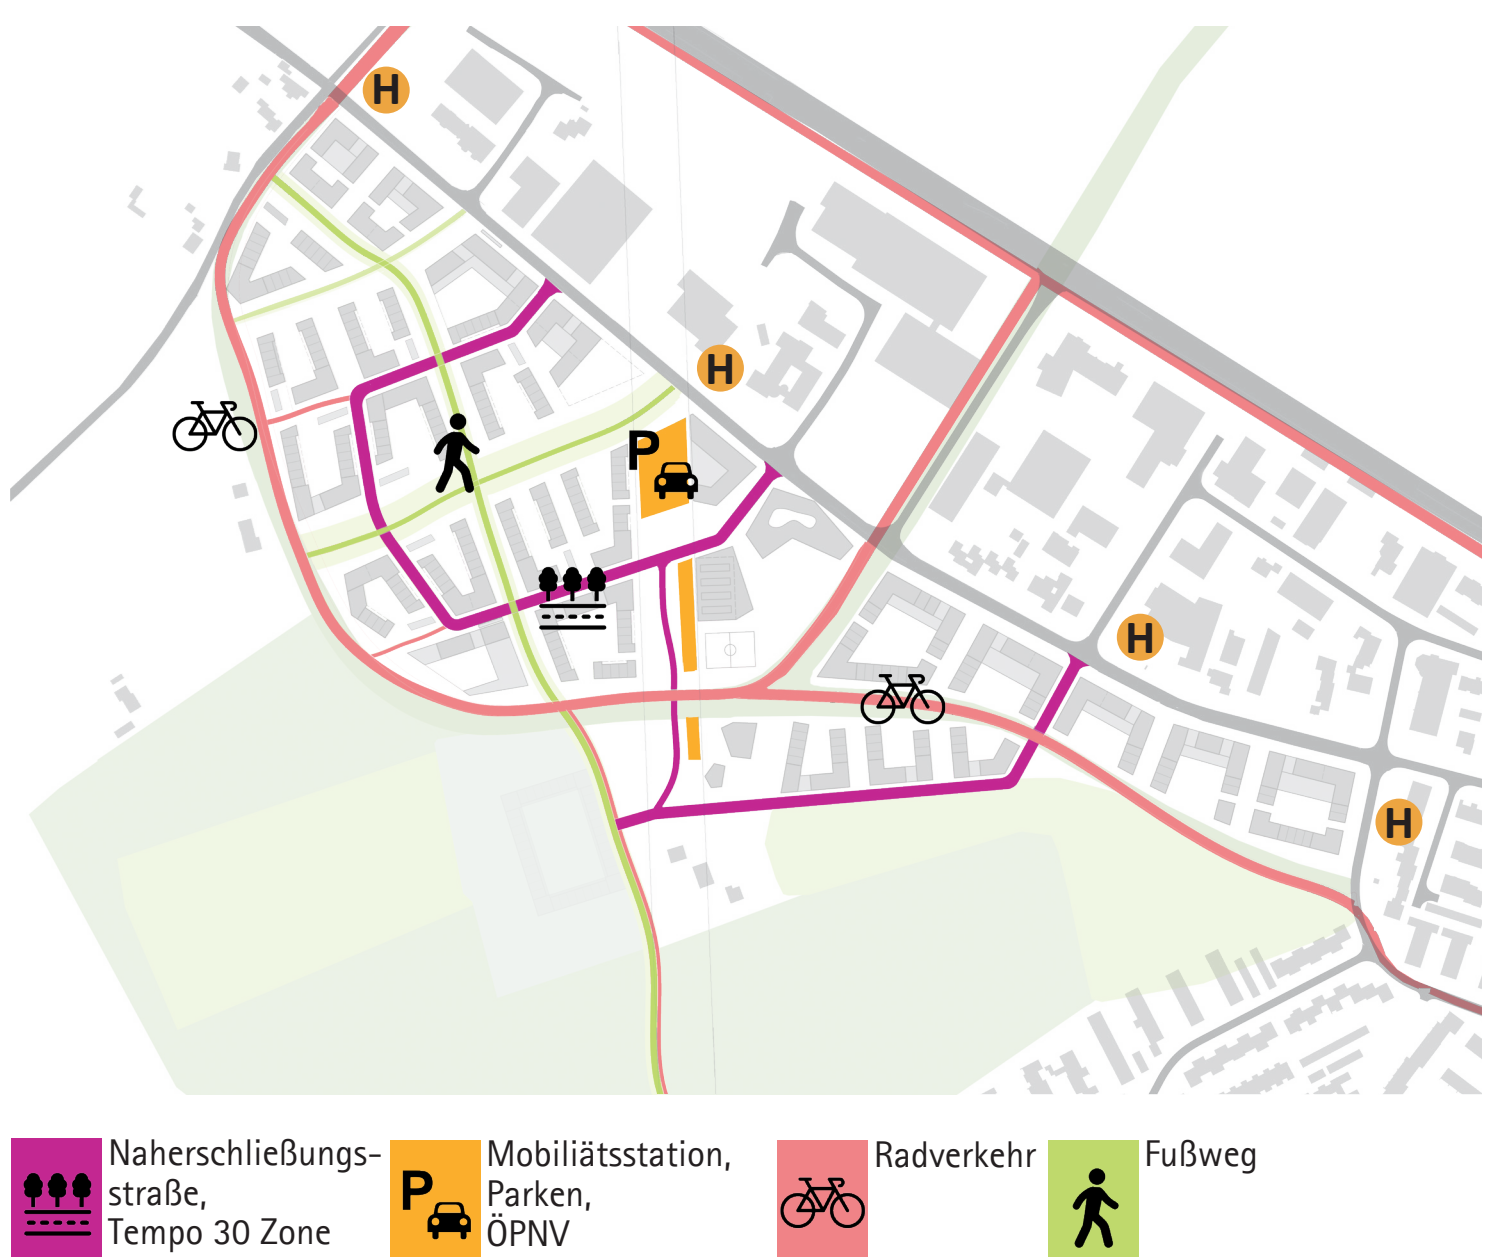 H
H
P
H
H
Naherschließungs-
straße,
Tempo 30 Zone
P
Mobiliätsstation,
Parken,
ÖPNV
Radverkehr
Fußweg